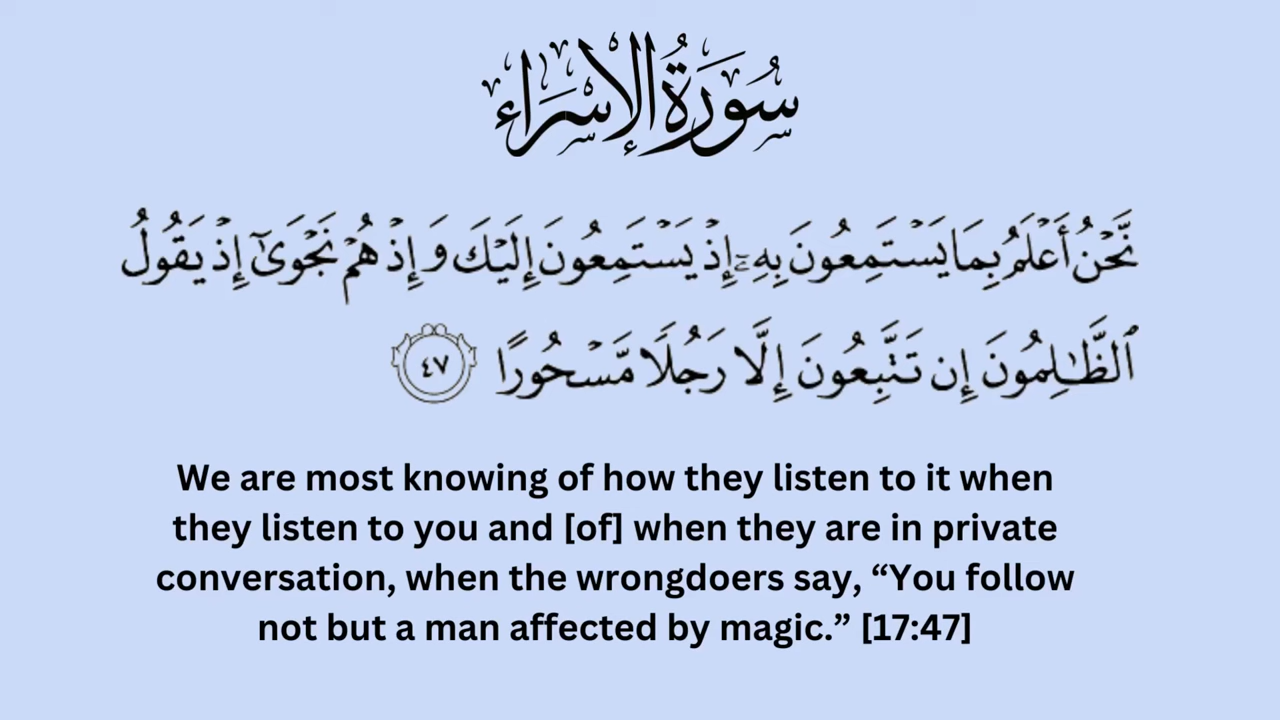 سُورَةُ الإِسْرَاءِ
نَّحْنُ أَعْلَمُ بِمَا يَسْتَمِعُونَ بِهِۦٓ إِذْ يَسْتَمِعُونَ إِلَيْكَ وَإِذْ هُمْ نَجْوَىٰٓ إِذْ يَقُولُ
ٱلظَّـٰلِمُونَ إِن تَتَّبِعُونَ إِلَّا رَجُلًا مَّسْحُورًا ٤٧
We are most knowing of how they listen to it when
they listen to you and [of] when they are in private
conversation, when the wrongdoers say, “You follow
not but a man affected by magic.” [17:47]